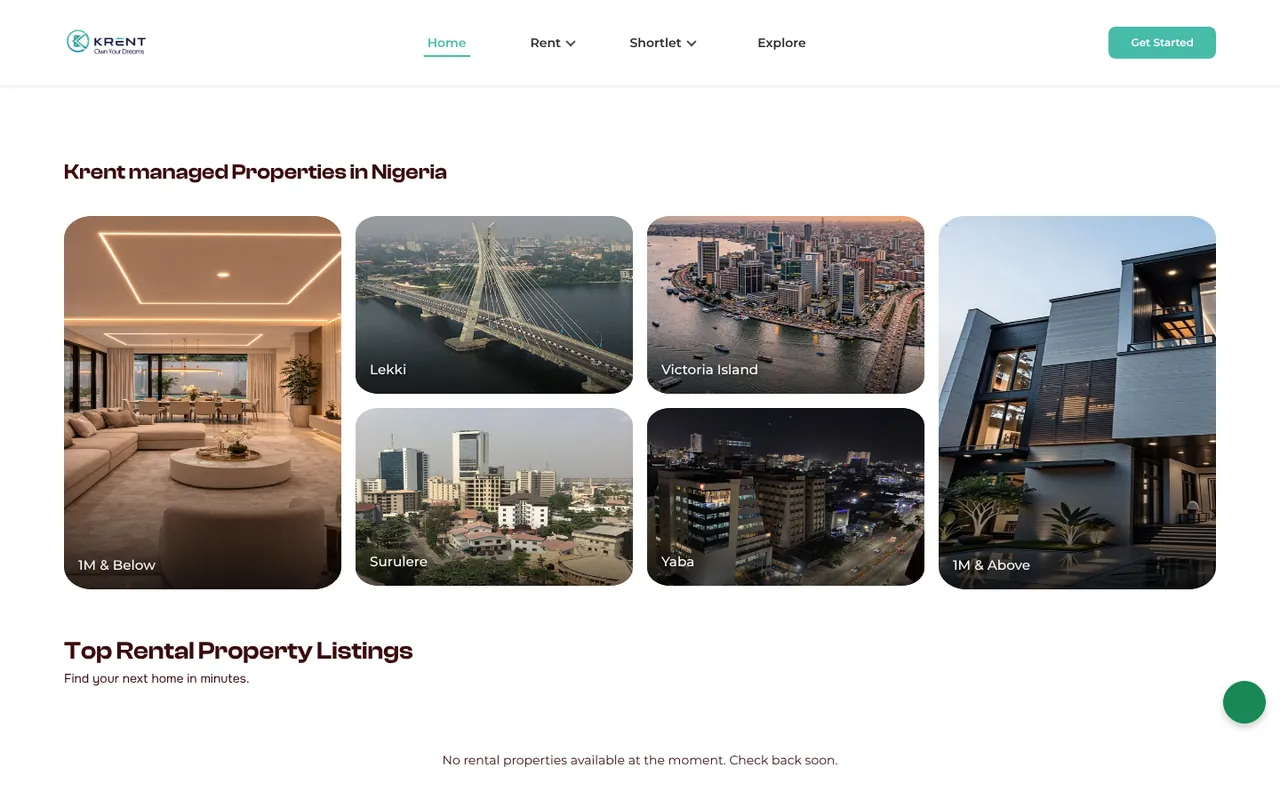 KRENT
Own Your Dreams
Home
Rent
Shortlet
Explore
Get Started
Krent managed Properties in Nigeria
1M & Below
Lekki
Victoria Island
Surulere
Yaba
1M & Above
Top Rental Property Listings
Find your next home in minutes.
No rental properties available at the moment. Check back soon.